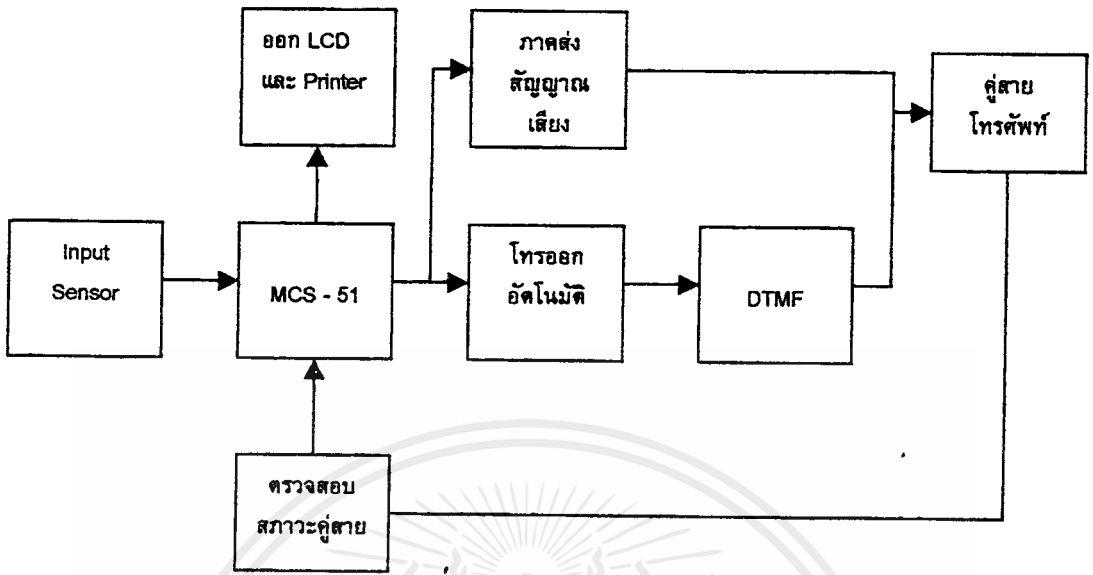 ออก LCD
และ Printer
ภาคส่ง
สัญญาณ
เสียง
คู่สาย
โทรศัพท์
Input
Sensor
MCS - 51
โทรออก
อัตโนมัติ
DTMF
ตรวจสอบ
สภาวะคู่สาย